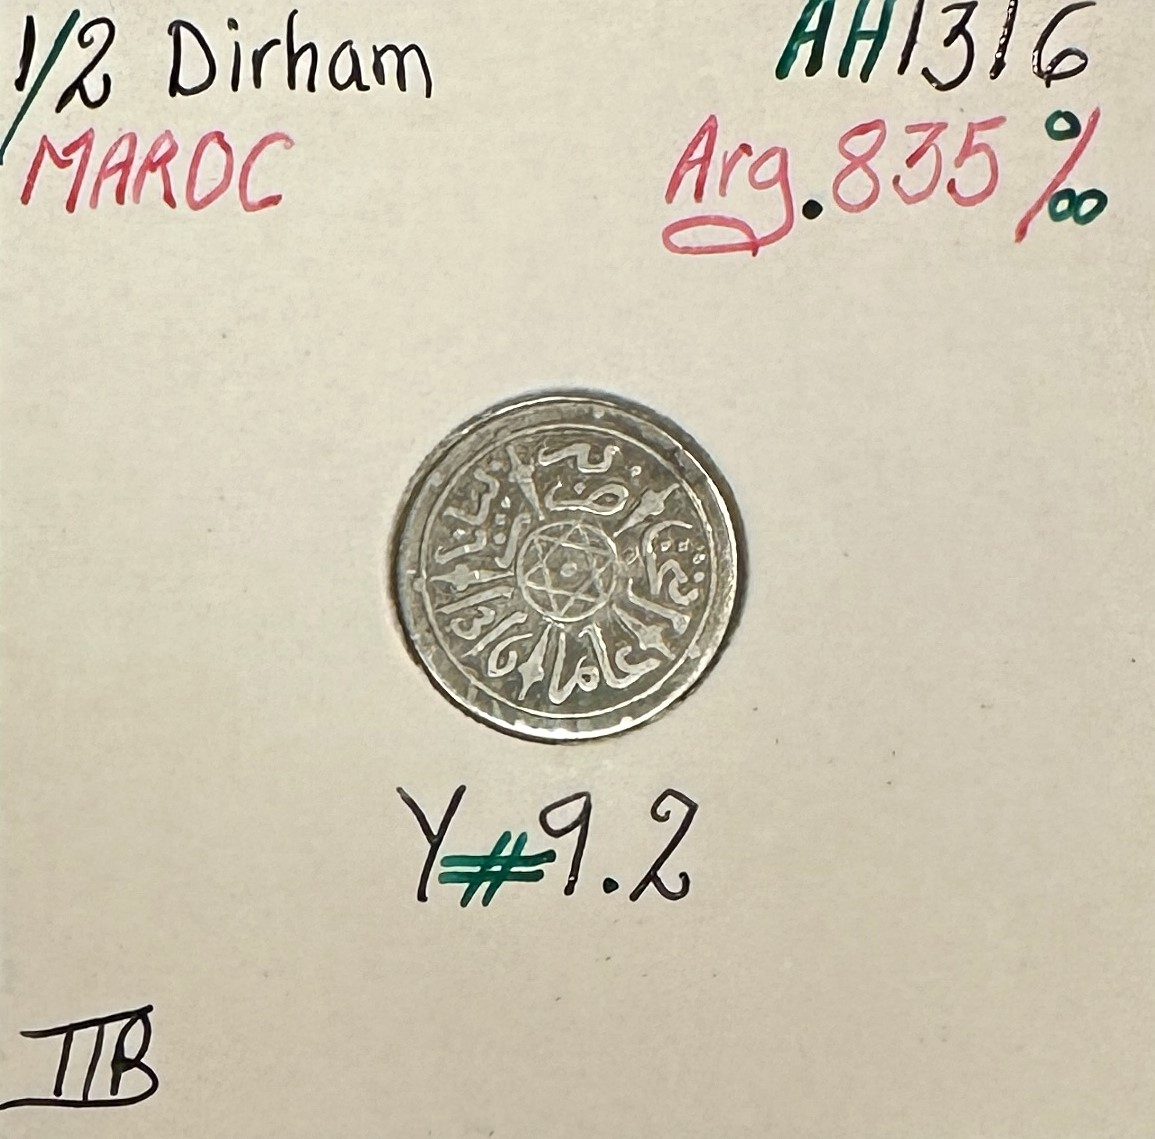 1/2 Dirham AH1316
MAROC Arg.835 ‰
Y#9.2
TTB